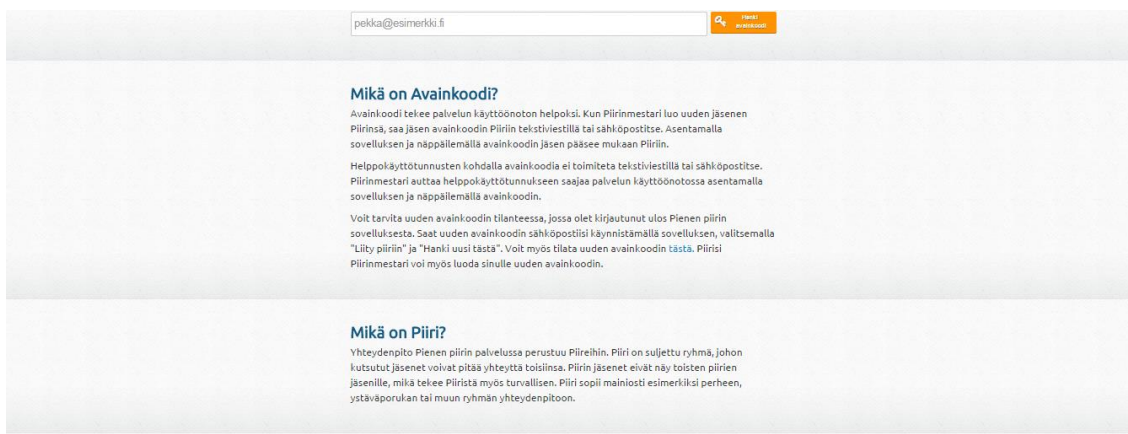 pekka@esimerkki.fi
Hanki
avainkoodi
Mikä on Avainkoodi?
Avainkoodi tekee palvelun käyttöönoton helpoksi. Kun Piirinmestari luo uuden jäsenen
Piirinsä, saa jäsen avainkoodin Piiriin tekstiviestillä tai sähköpostitse. Asentamalla
sovelluksen ja näppäilemällä avainkoodin jäsen pääsee mukaan Piiriin.
Helppokäyttötunnusten kohdalla avainkoodia ei toimiteta tekstiviestillä tai sähköpostitse.
Piirinmestari auttaa helppokäyttötunnukseen saajaa palvelun käyttöönotossa asentamalla
sovelluksen ja näppäilemällä avainkoodin.
Voit tarvita uuden avainkoodin tilanteessa, jossa olet kirjautunut ulos Pienen piirin
sovelluksesta. Saat uuden avainkoodin sähköpostiisi käynnistämällä sovelluksen, valitsemalla
"Liity piiriin" ja "Hanki uusi tästä". Voit myös tilata uuden avainkoodin tästä. Piirisi
Piirinmestari voi myös luoda sinulle uuden avainkoodin.
Mikä on Piiri?
Yhteydenpito Pienen piirin palvelussa perustuu Piireihin. Piiri on suljettu ryhmä, johon
kutsutut jäsenet voivat pitää yhteyttä toisiinsa. Piirin jäsenet eivät näy toisten piirien
jäsenille, mikä tekee Piiristä myös turvallisen. Piiri sopii mainiosti esimerkiksi perheen,
ystäväporukan tai muun ryhmän yhteydenpitoon.